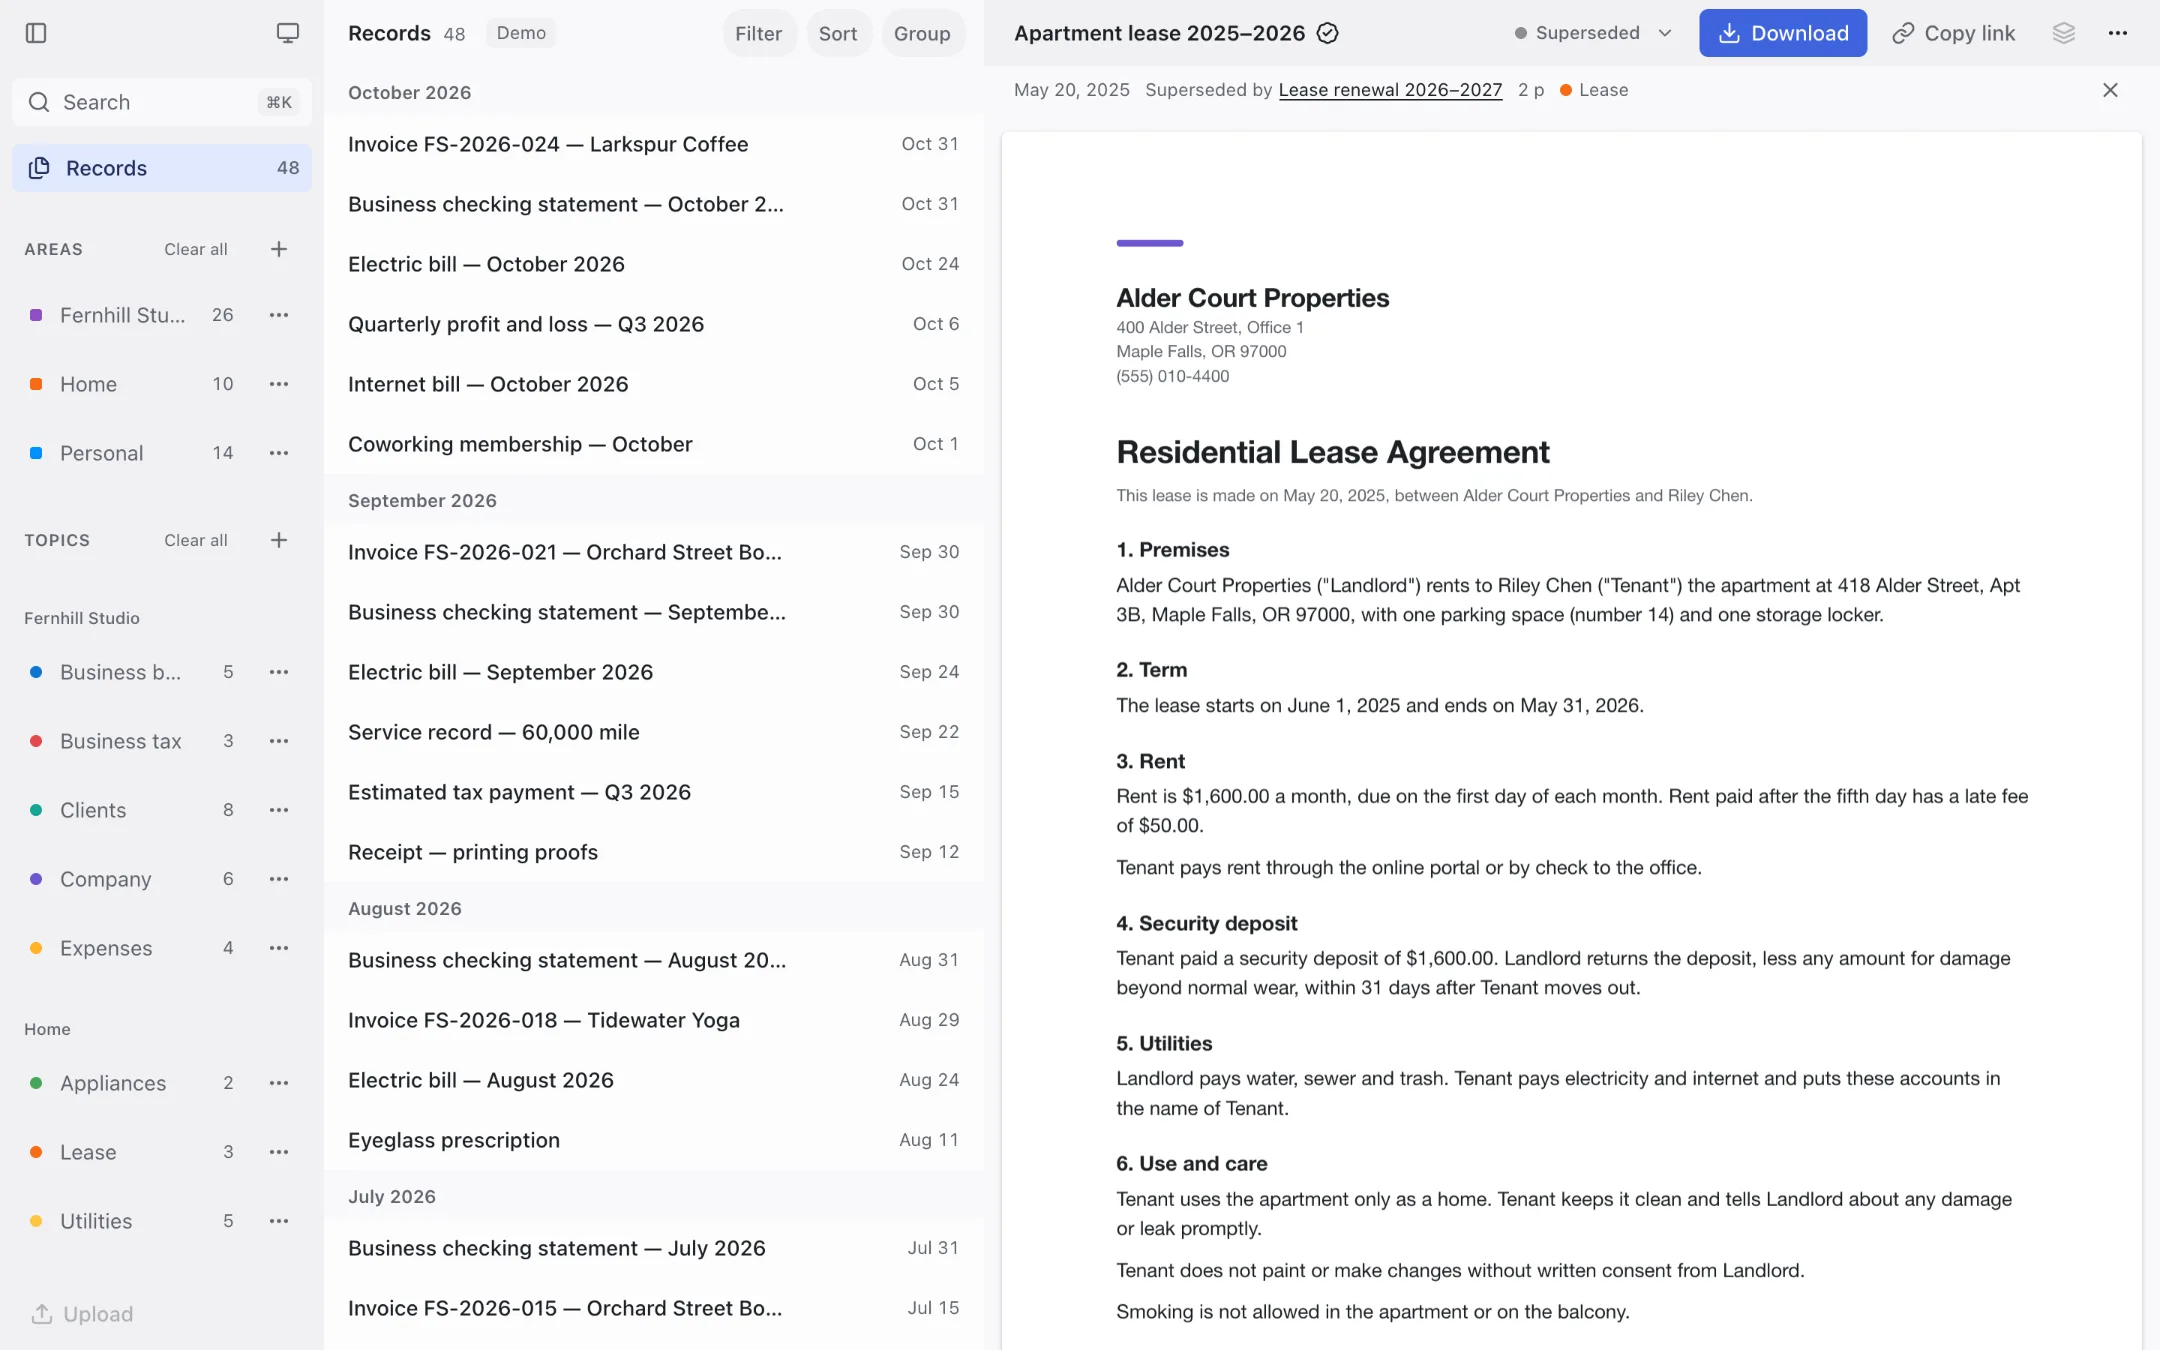 Search
⌘K
Records 48
AREAS Clear all
Fernhill Stu... 26
Home 10
Personal 14
TOPICS Clear all
Fernhill Studio
Business b... 5
Business tax 3
Clients 8
Company 6
Expenses 4
Home
Appliances 2
Lease 3
Utilities 5
Upload
Records 48 Demo Filter Sort Group
October 2026
Invoice FS-2026-024 — Larkspur Coffee Oct 31
Business checking statement — October 2... Oct 31
Electric bill — October 2026 Oct 24
Quarterly profit and loss — Q3 2026 Oct 6
Internet bill — October 2026 Oct 5
Coworking membership — October Oct 1
September 2026
Invoice FS-2026-021 — Orchard Street Bo... Sep 30
Business checking statement — Septembe... Sep 30
Electric bill — September 2026 Sep 24
Service record — 60,000 mile Sep 22
Estimated tax payment — Q3 2026 Sep 15
Receipt — printing proofs Sep 12
August 2026
Business checking statement — August 20... Aug 31
Invoice FS-2026-018 — Tidewater Yoga Aug 29
Electric bill — August 2026 Aug 24
Eyeglass prescription Aug 11
July 2026
Business checking statement — July 2026 Jul 31
Invoice FS-2026-015 — Orchard Street Bo... Jul 15
Apartment lease 2025–2026 Superseded Download Copy link
May 20, 2025 Superseded by Lease renewal 2026–2027 2 p Lease
Alder Court Properties
400 Alder Street, Office 1
Maple Falls, OR 97000
(555) 010-4400
Residential Lease Agreement
This lease is made on May 20, 2025, between Alder Court Properties and Riley Chen.
1. Premises
Alder Court Properties ("Landlord") rents to Riley Chen ("Tenant") the apartment at 418 Alder Street, Apt
3B, Maple Falls, OR 97000, with one parking space (number 14) and one storage locker.
2. Term
The lease starts on June 1, 2025 and ends on May 31, 2026.
3. Rent
Rent is $1,600.00 a month, due on the first day of each month. Rent paid after the fifth day has a late fee
of $50.00.
Tenant pays rent through the online portal or by check to the office.
4. Security deposit
Tenant paid a security deposit of $1,600.00. Landlord returns the deposit, less any amount for damage
beyond normal wear, within 31 days after Tenant moves out.
5. Utilities
Landlord pays water, sewer and trash. Tenant pays electricity and internet and puts these accounts in
the name of Tenant.
6. Use and care
Tenant uses the apartment only as a home. Tenant keeps it clean and tells Landlord about any damage
or leak promptly.
Tenant does not paint or make changes without written consent from Landlord.
Smoking is not allowed in the apartment or on the balcony.